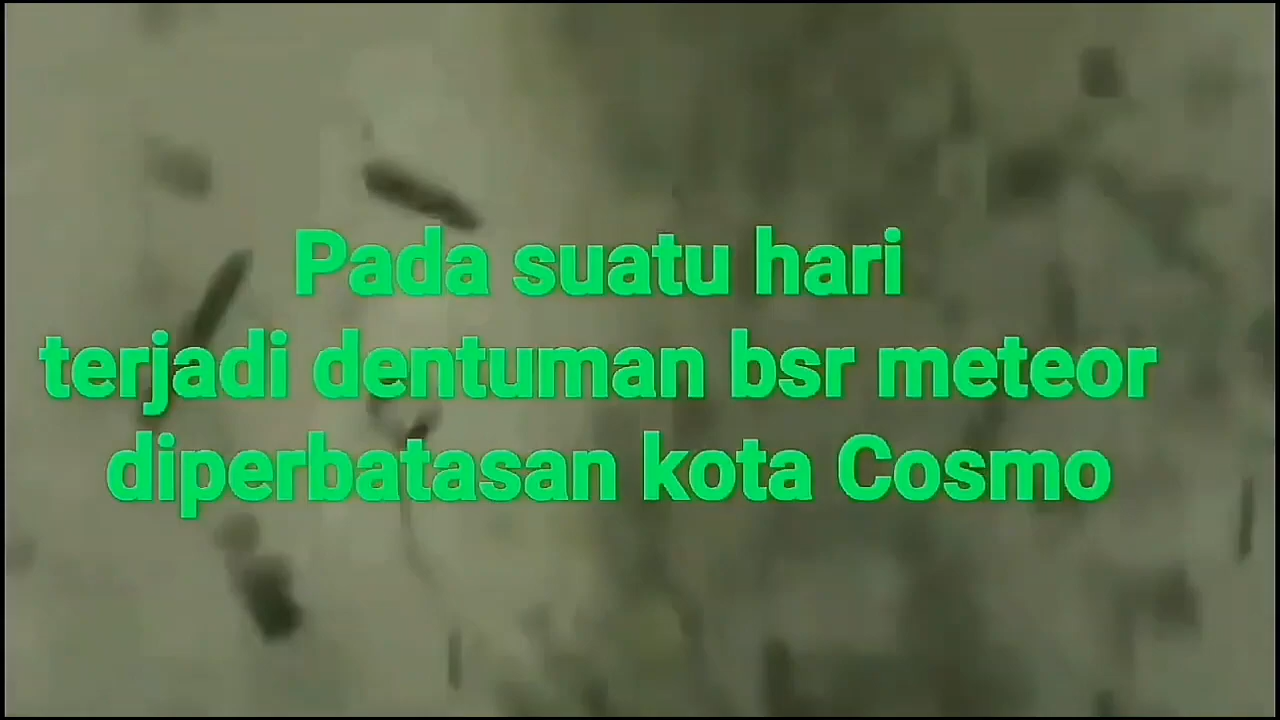 Pada suatu hari
terjadi dentuman bsr meteor
diperbatasan kota Cosmo